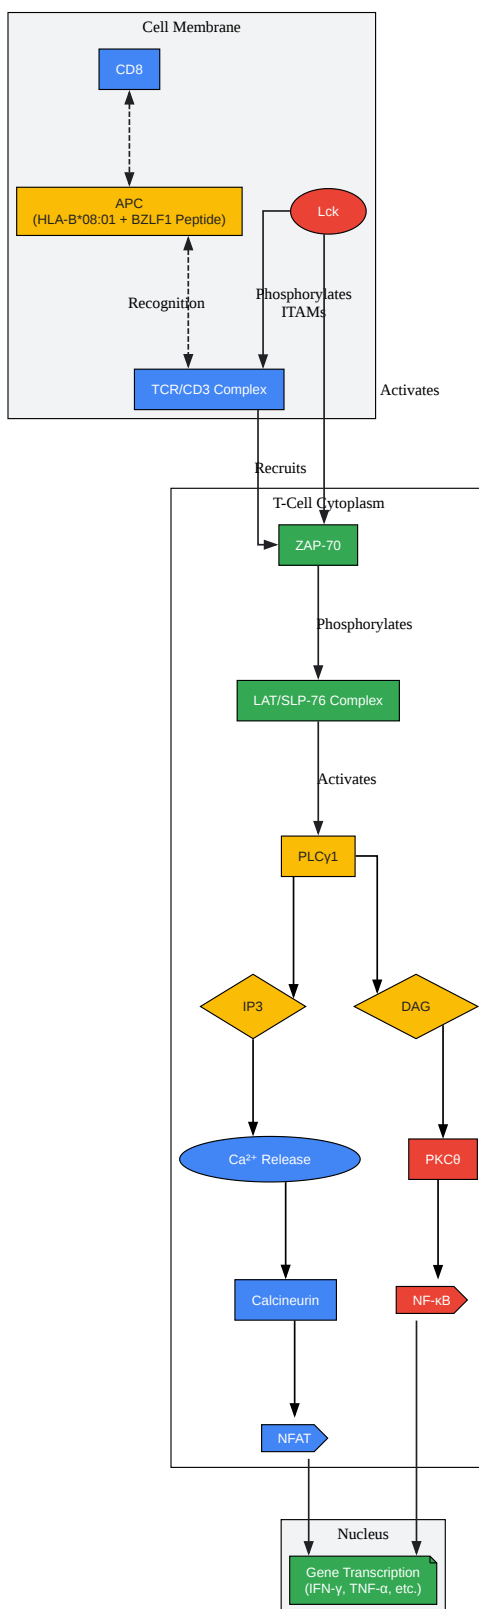 Cell Membrane
CD8
APC
(HLA-B*08:01 + BZLF1 Peptide)
Lck
Recognition
Phosphorylates
ITAMs
TCR/CD3 Complex
Activates
Recruits
T-Cell Cytoplasm
ZAP-70
Phosphorylates
LAT/SLP-76 Complex
Activates
PLCγ1
IP3
DAG
Ca²⁺ Release
PKCθ
Calcineurin
NF-κB
NFAT
Nucleus
Gene Transcription
(IFN-γ, TNF-α, etc.)